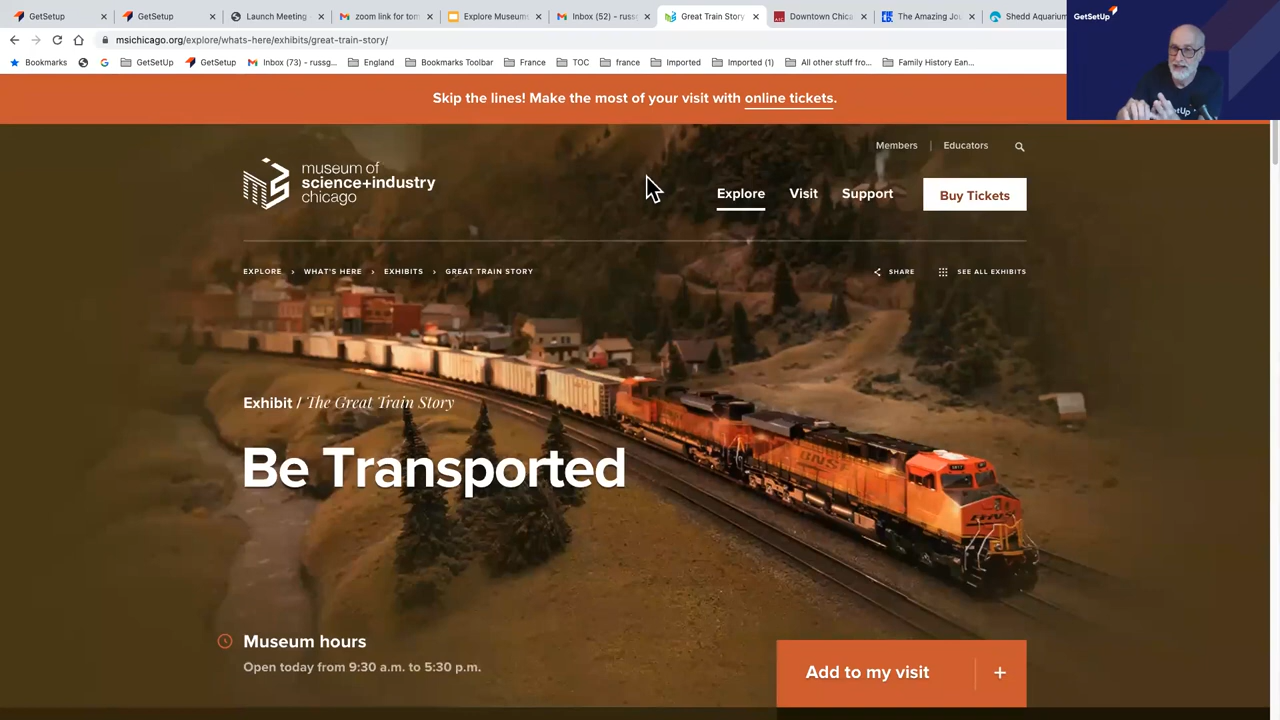 GetSetUp
GetSetUp
Launch Meeting
zoom link for tom
Explore Museums
Inbox (52) - russg
Great Train Story
Downtown Chica
The Amazing Jou
Shedd Aquarium
GetSetUp
msichicago.org/explore/whats-here/exhibits/great-train-story/
Bookmarks
GetSetUp
GetSetup
Inbox (73) - russg...
England
Bookmarks Toolbar
France
TOC
france
Imported
Imported (1)
All other stuff fro...
Family History Ean...
Skip the lines! Make the most of your visit with online tickets.
Members | Educators
museum of
science+industry
chicago
Explore
Visit
Support
Buy Tickets
EXPLORE > WHAT'S HERE > EXHIBITS > GREAT TRAIN STORY
SHARE
SEE ALL EXHIBITS
Exhibit / The Great Train Story
Be Transported
BNSF
Museum hours
Open today from 9:30 a.m. to 5:30 p.m.
Add to my visit +